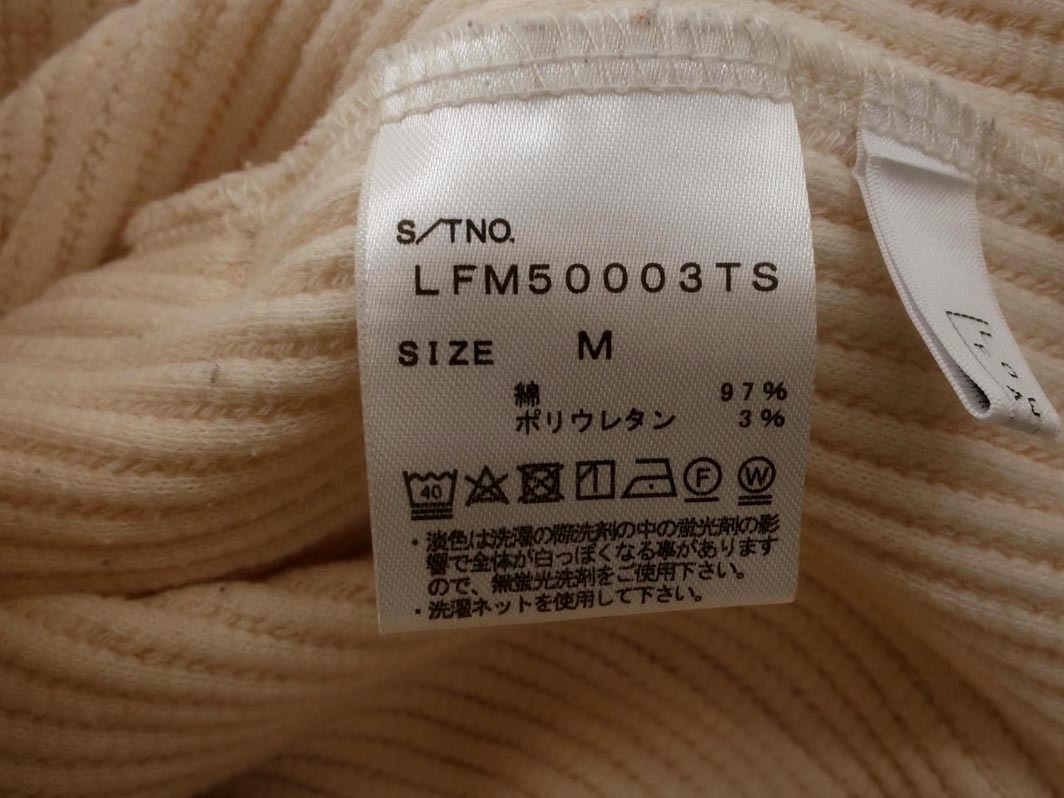 S/TNO.
LFM50003TS
SIZE M
綿 97%
ポリウレタン 3%
40 F W
・淡色は洗濯の際洗剤の中の蛍光剤の影
響で全体が白っぽくなる事があります
ので、無蛍光洗剤をご使用下さい。
・洗濯ネットを使用して下さい。